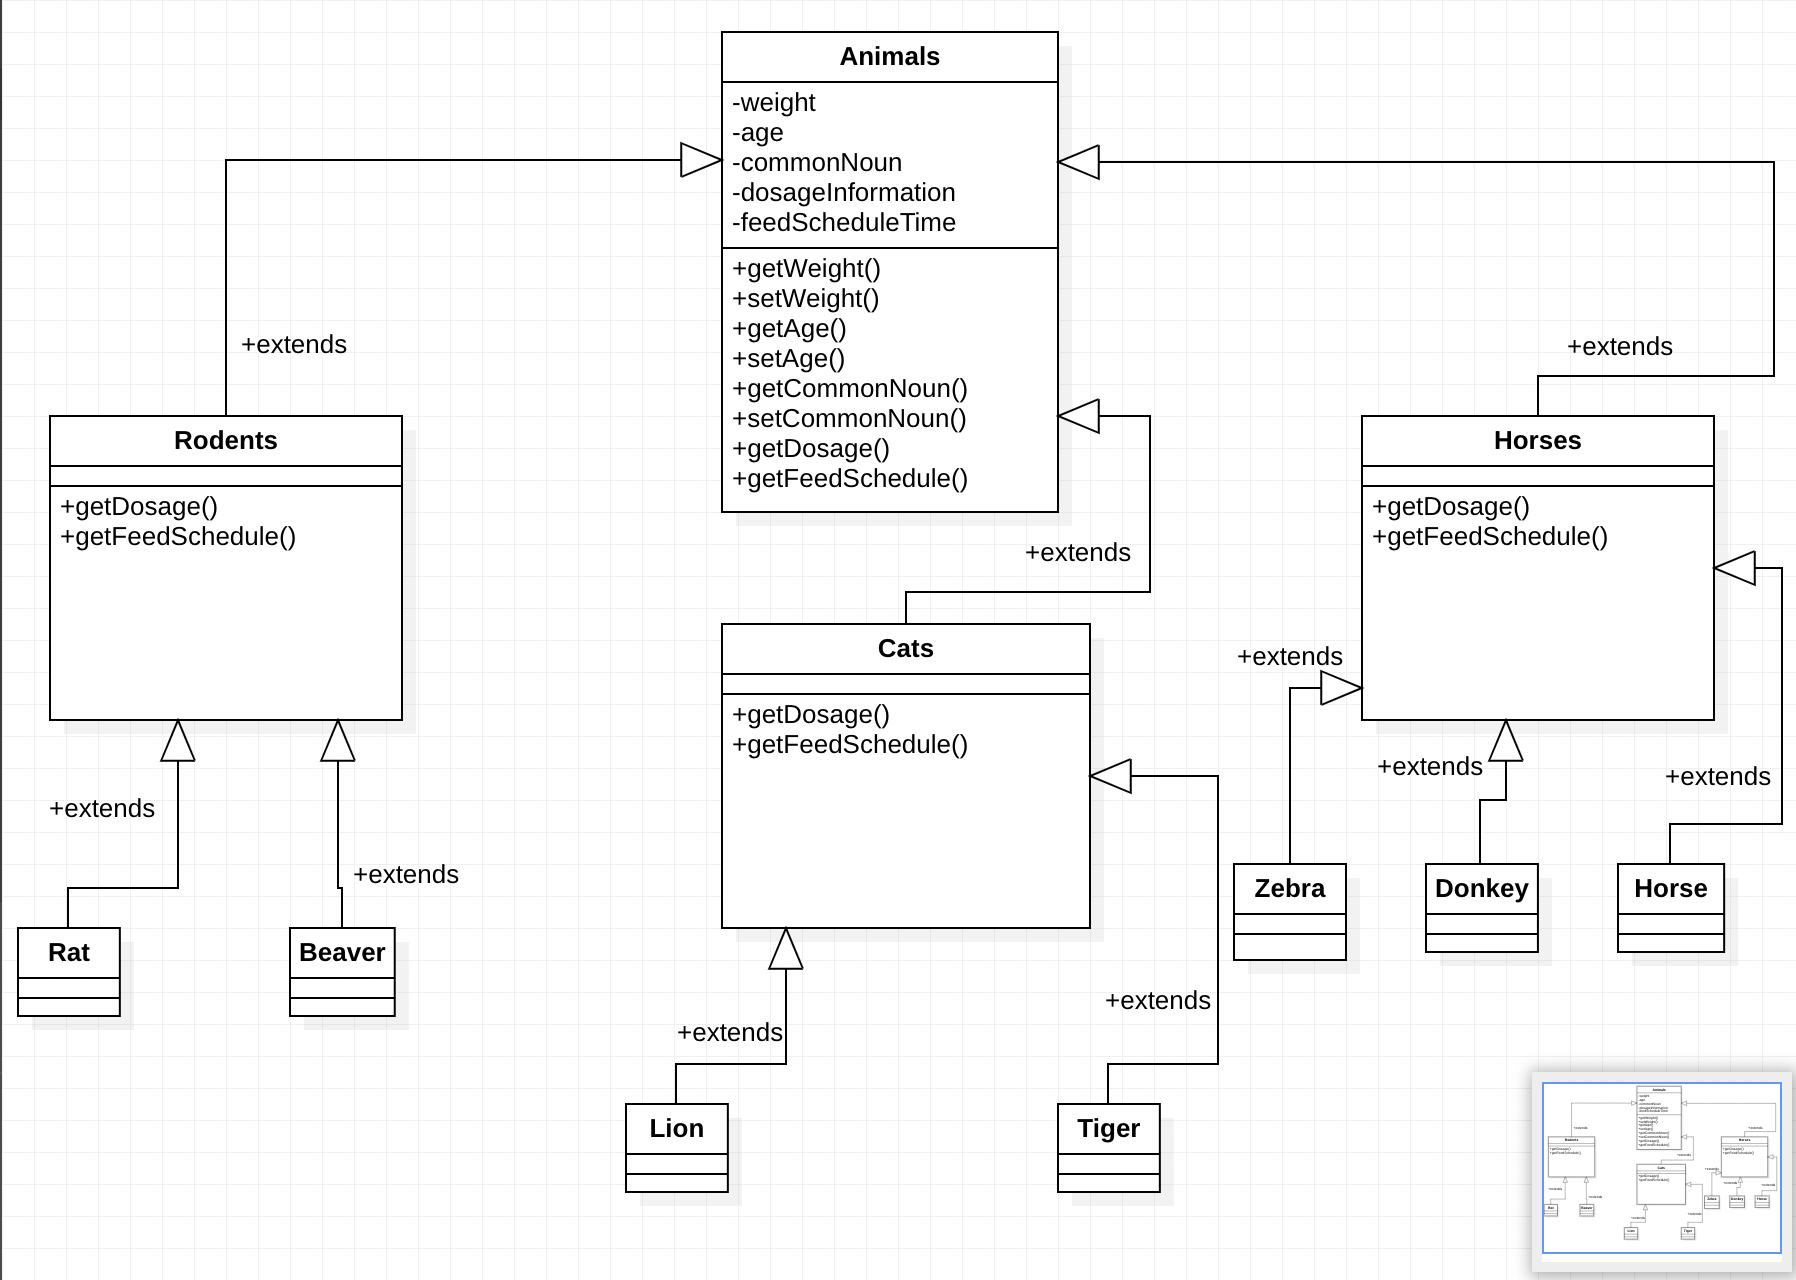 Animals
-weight
-age
-commonNoun
-dosageInformation
-feedScheduleTime
+getWeight()
+setWeight()
+getAge()
+setAge()
+getCommonNoun()
+setCommonNoun()
+getDosage()
+getFeedSchedule()
+extends
+extends
+extends
Rodents
+getDosage()
+getFeedSchedule()
Horses
+getDosage()
+getFeedSchedule()
Cats
+getDosage()
+getFeedSchedule()
+extends
+extends
+extends
+extends
+extends
Rat
Beaver
Zebra
Donkey
Horse
+extends
+extends
Lion
Tiger